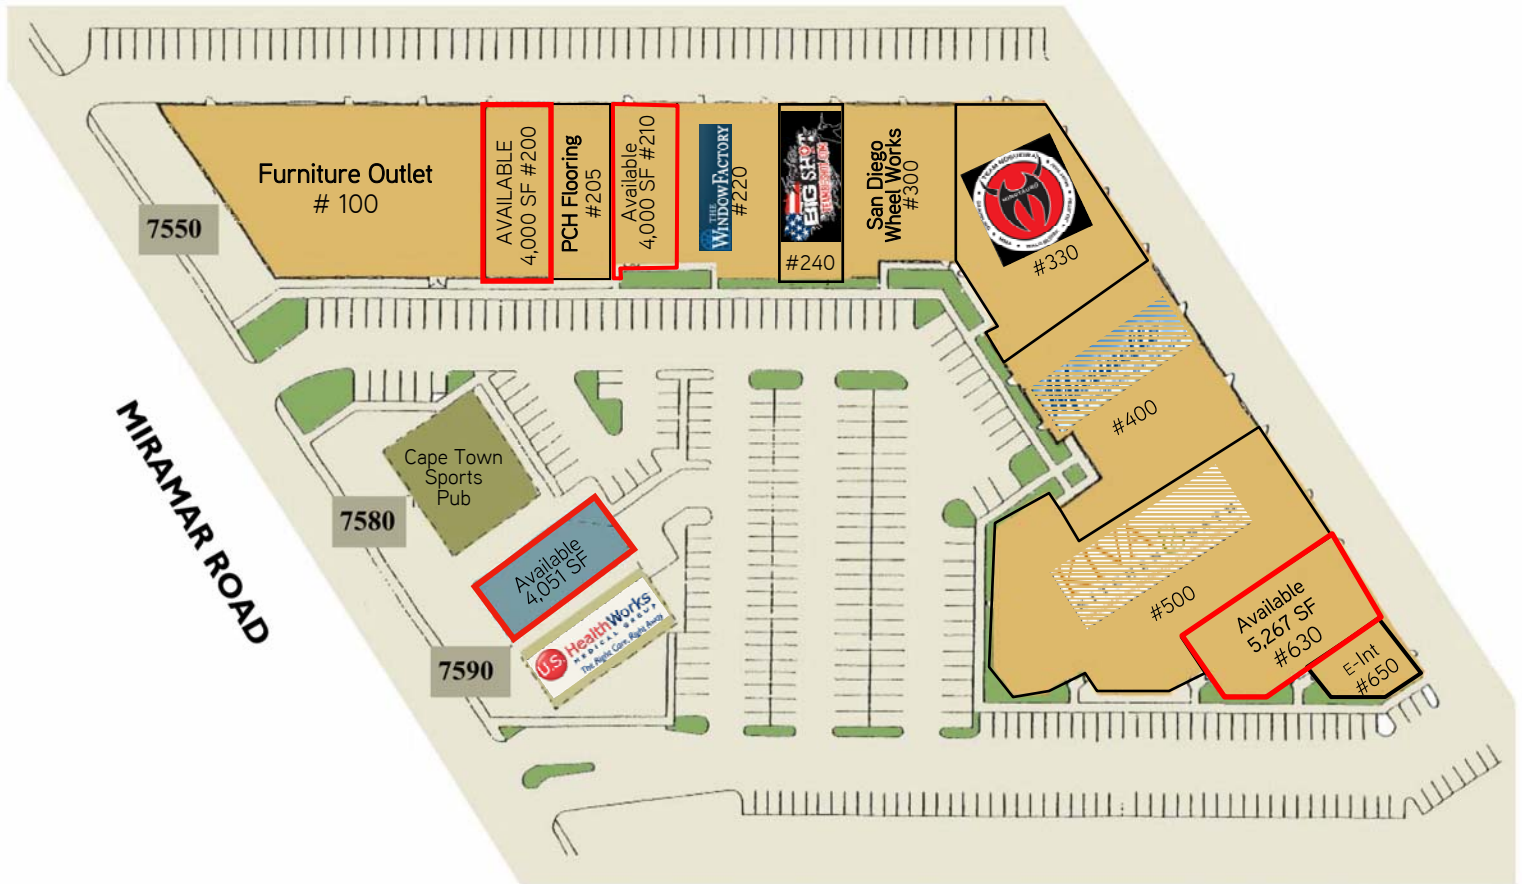 Furniture Outlet
# 100
AVAILABLE
4,000 SF #200
PCH Flooring
#205
Available
4,000 SF #210
THE
WINDOWFACTORY
#220
BIG SHOT
#240
San Diego
Wheel Works
#300
#330
7550
#400
MIRAMAR ROAD
Cape Town
Sports
Pub
7580
Available
4,051 SF
#500
Available
5,267 SF
#630
E-Int
#650
U.S. HealthWorks
MEDICAL GROUP
The Right Care, Right Away
7590